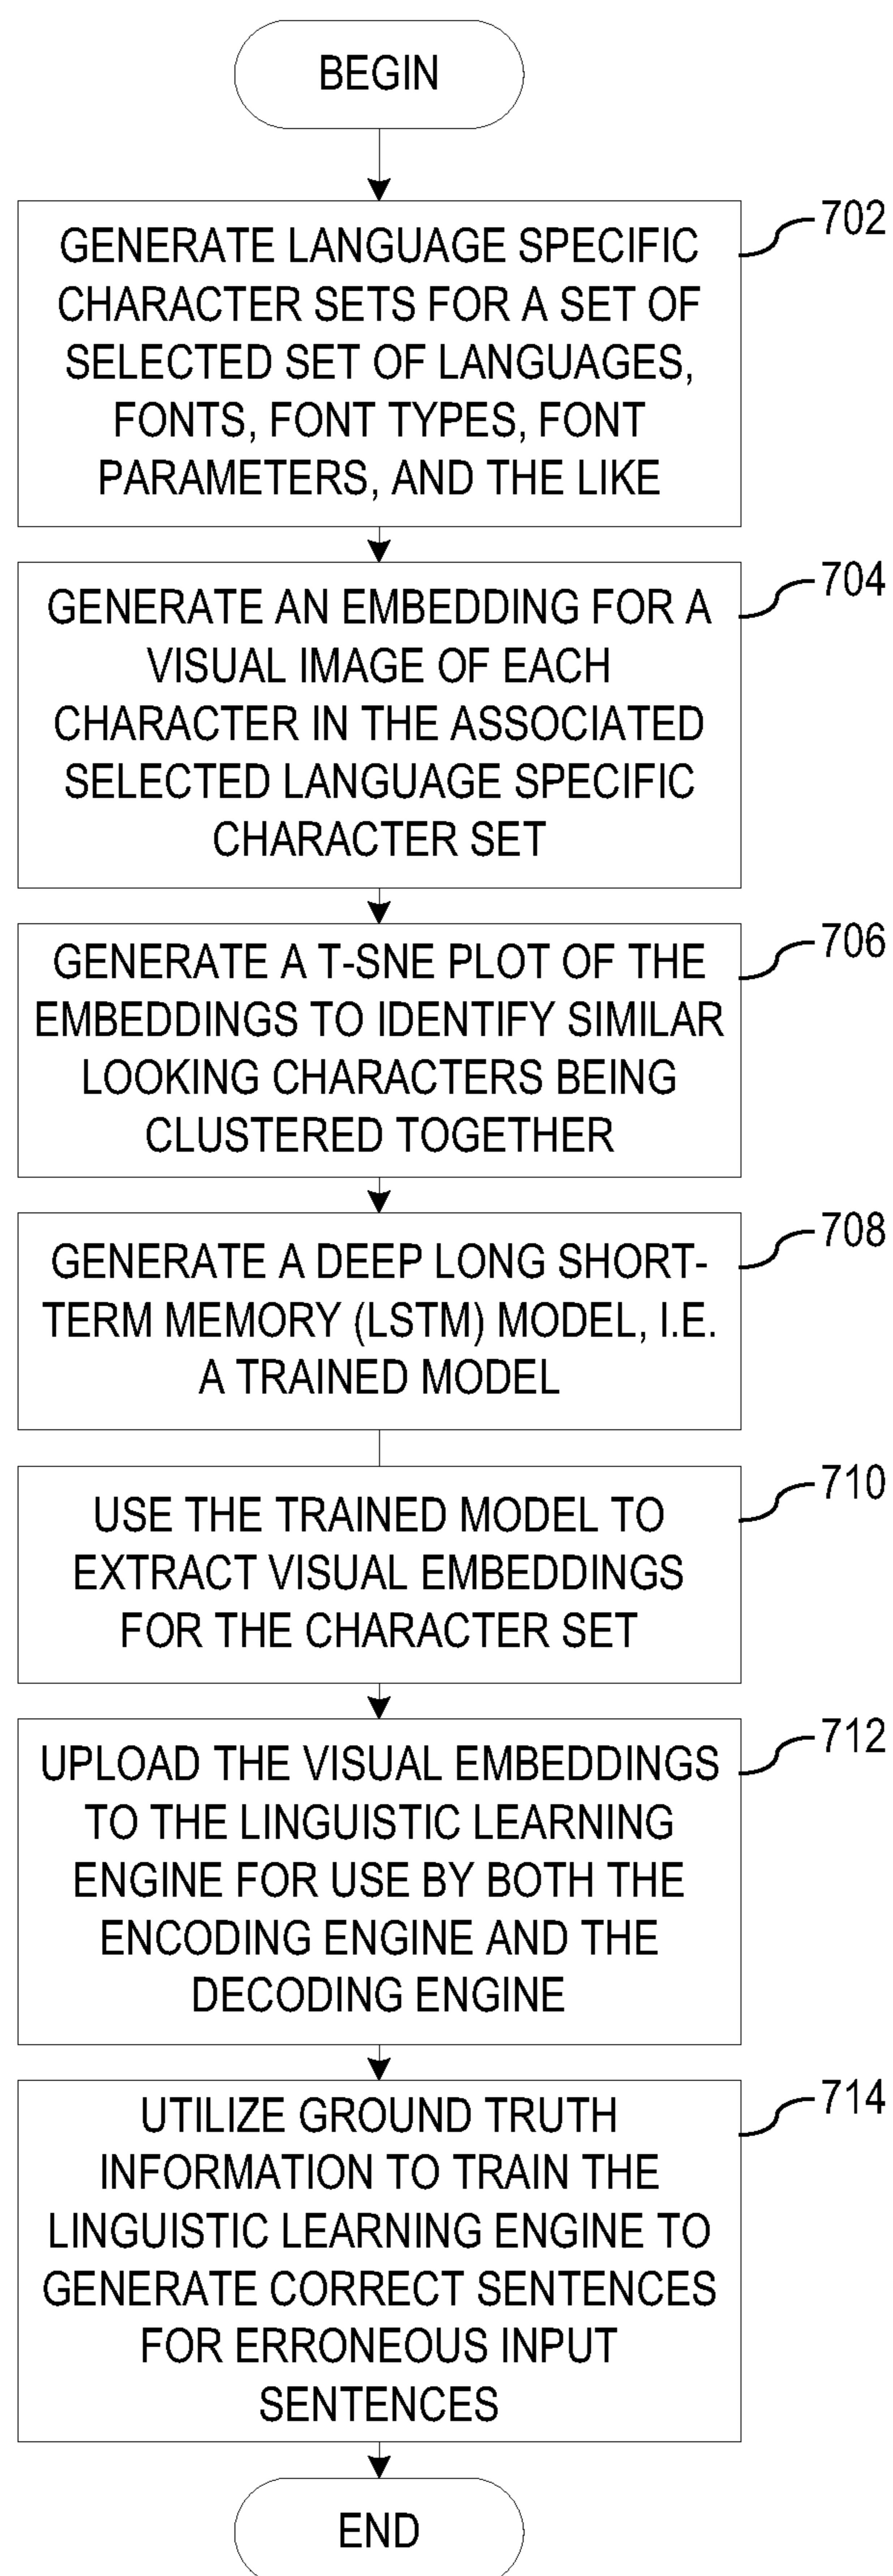 BEGIN
702
GENERATE LANGUAGE SPECIFIC
CHARACTER SETS FOR A SET OF
SELECTED SET OF LANGUAGES,
FONTS, FONT TYPES, FONT
PARAMETERS, AND THE LIKE
704
GENERATE AN EMBEDDING FOR A
VISUAL IMAGE OF EACH
CHARACTER IN THE ASSOCIATED
SELECTED LANGUAGE SPECIFIC
CHARACTER SET
706
GENERATE A T-SNE PLOT OF THE
EMBEDDINGS TO IDENTIFY SIMILAR
LOOKING CHARACTERS BEING
CLUSTERED TOGETHER
708
GENERATE A DEEP LONG SHORT-
TERM MEMORY (LSTM) MODEL, I.E.
A TRAINED MODEL
710
USE THE TRAINED MODEL TO
EXTRACT VISUAL EMBEDDINGS
FOR THE CHARACTER SET
712
UPLOAD THE VISUAL EMBEDDINGS
TO THE LINGUISTIC LEARNING
ENGINE FOR USE BY BOTH THE
ENCODING ENGINE AND THE
DECODING ENGINE
714
UTILIZE GROUND TRUTH
INFORMATION TO TRAIN THE
LINGUISTIC LEARNING ENGINE TO
GENERATE CORRECT SENTENCES
FOR ERRONEOUS INPUT
SENTENCES
END